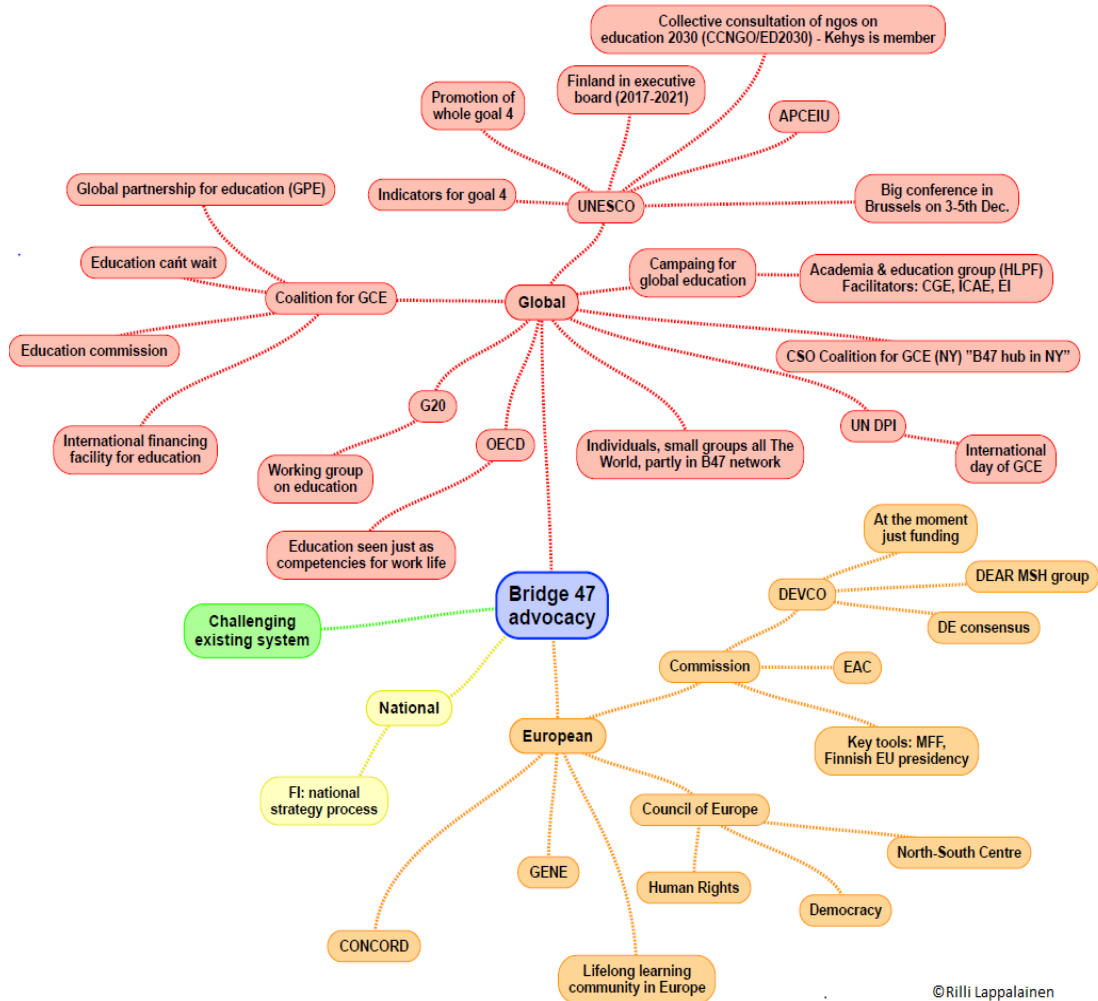 Collective consultation of ngos on
education 2030 (CCNGO/ED2030) - Kehys is member
Finland in executive
board (2017-2021)
Promotion of
whole goal 4
APCEIU
Global partnership for education (GPE)
Indicators for goal 4
UNESCO
Big conference in
Brussels on 3-5th Dec.
Education cańt wait
Campaing for
global education
Academia & education group (HLPF)
Facilitators: CGE, ICAE, EI
Coalition for GCE
Global
Education commission
CSO Coalition for GCE (NY) ”B47 hub in NY”
G20
UN DPI
International financing
facility for education
OECD
Individuals, small groups all The
World, partly in B47 network
International
day of GCE
Working group
on education
Education seen just as
competencies for work life
At the moment
just funding
Bridge 47
advocacy
DEVCO
DEAR MSH group
Challenging
existing system
DE consensus
Commission
EAC
National
European
Key tools: MFF,
Finnish EU presidency
FI: national
strategy process
Council of Europe
North-South Centre
GENE
Human Rights
Democracy
CONCORD
Lifelong learning
community in Europe
©Rilli Lappalainen